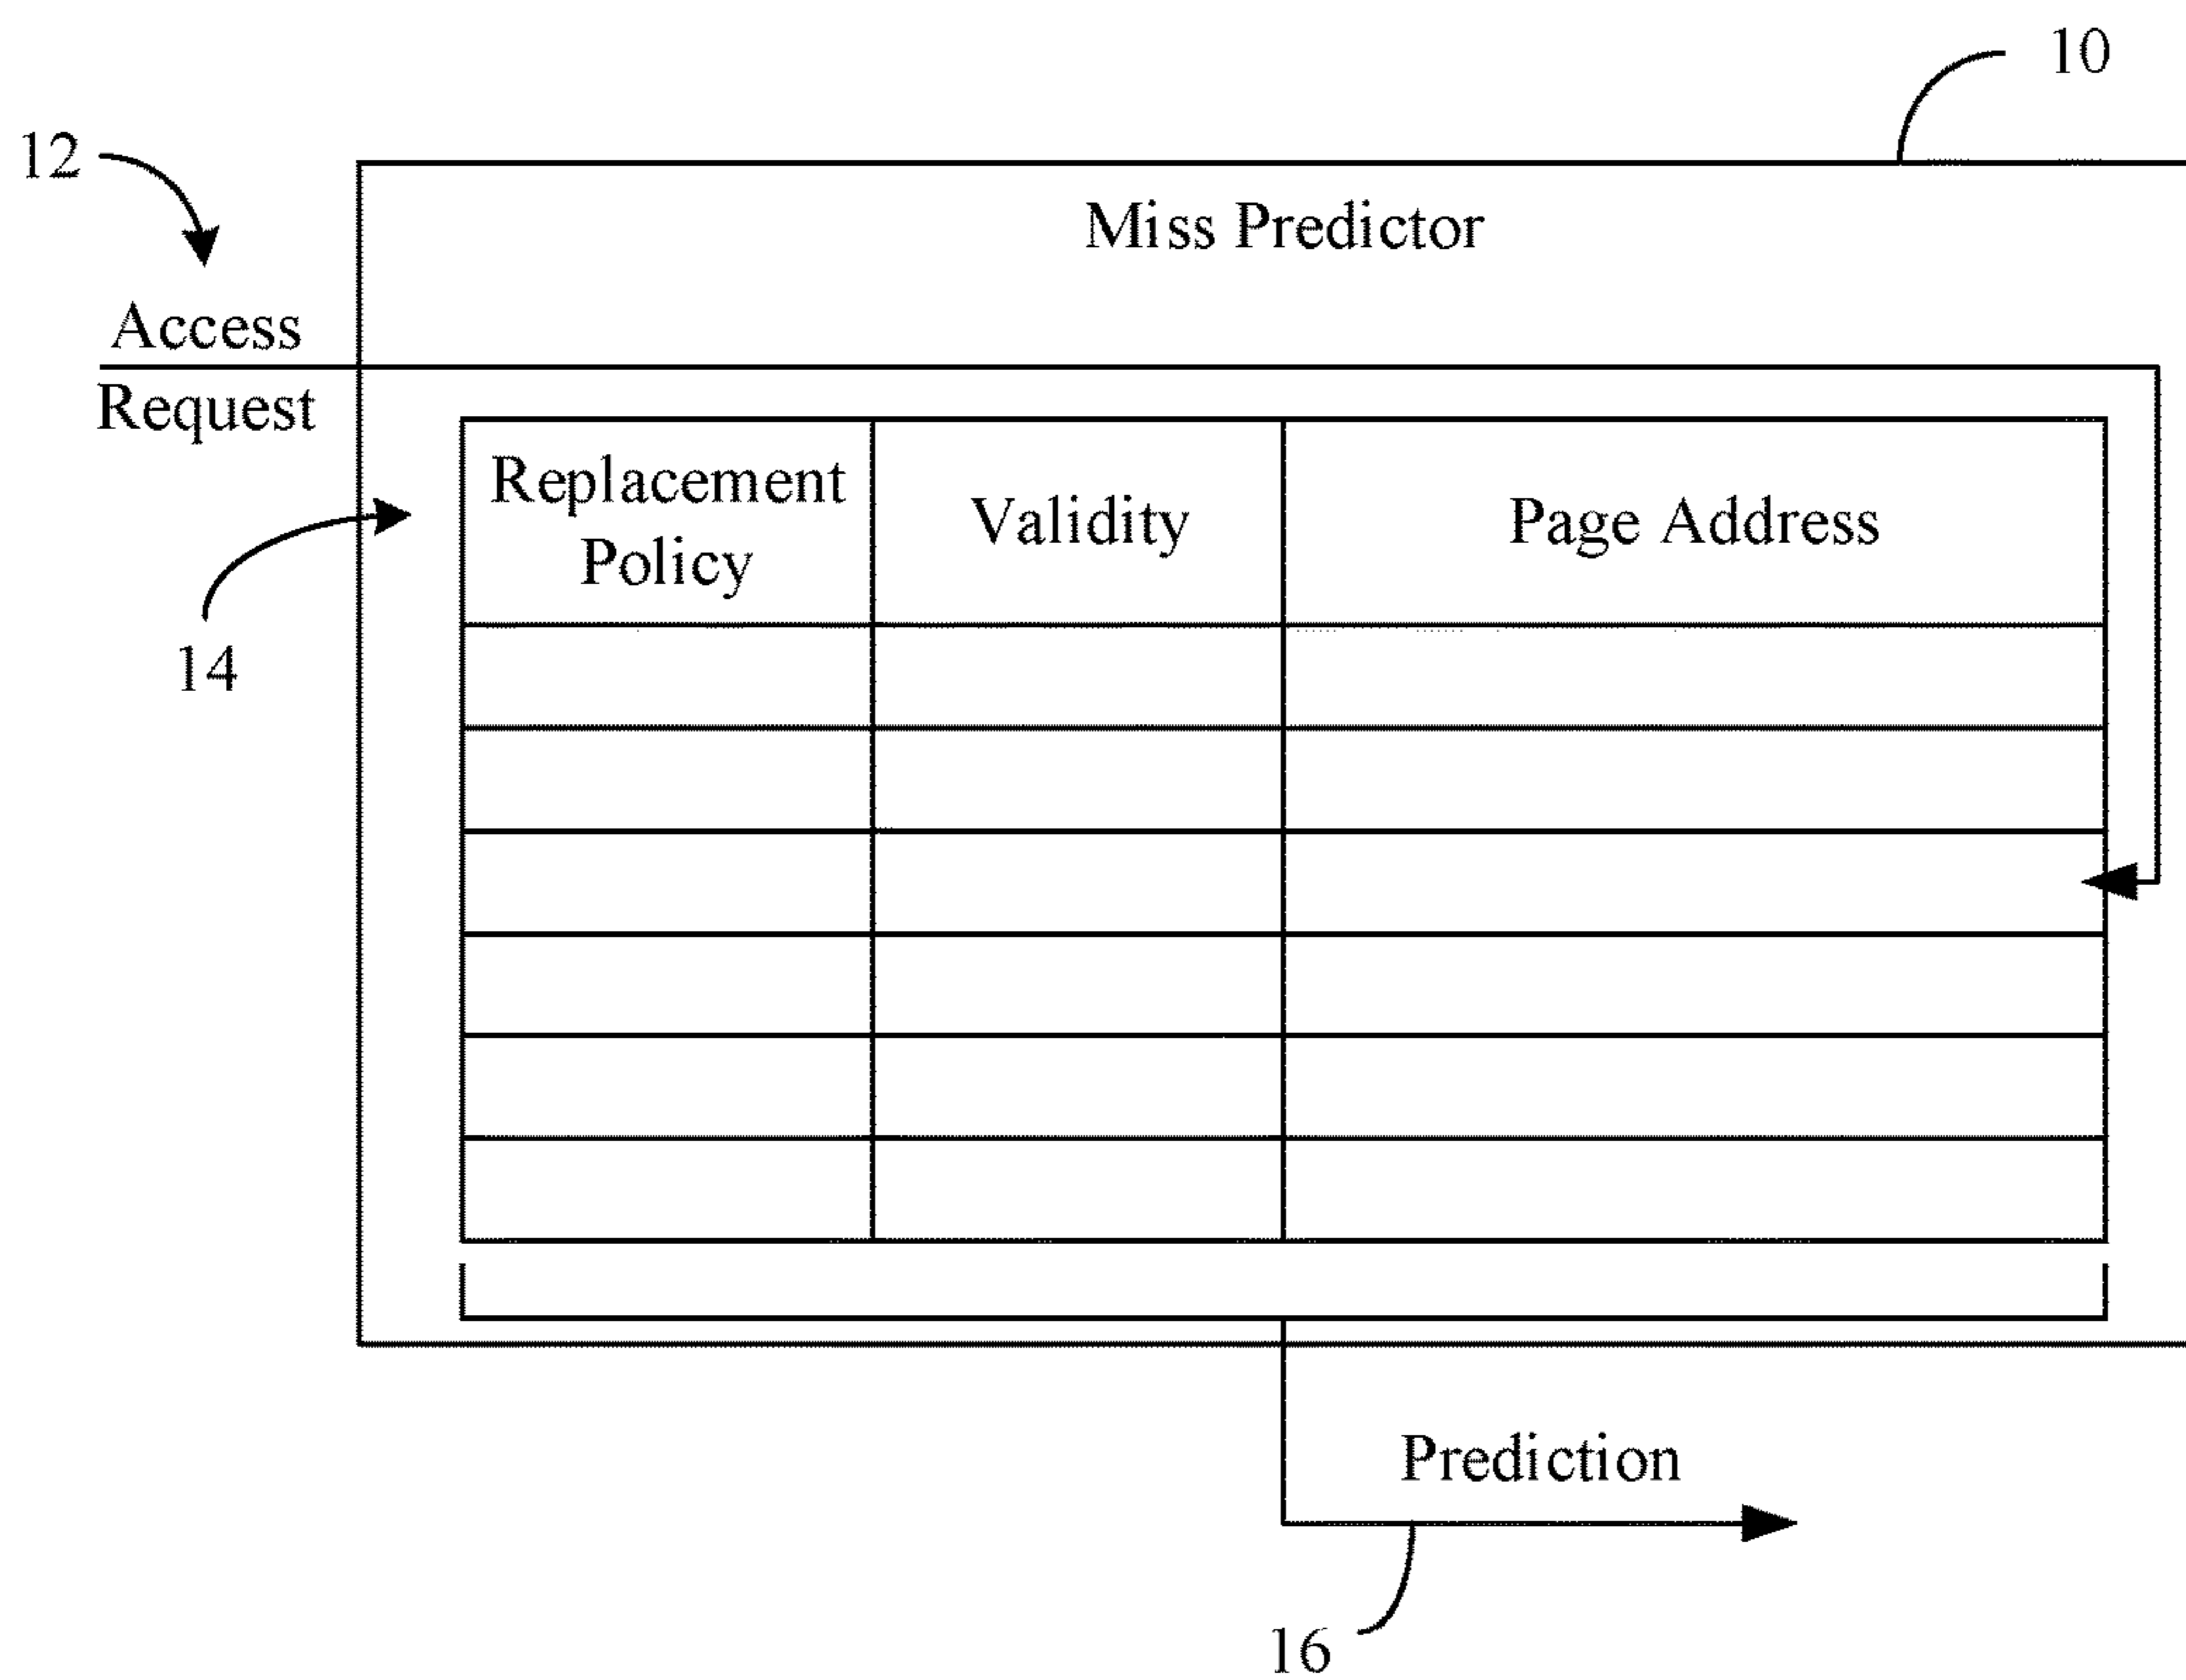 10
12
Miss Predictor
Access
Request
Replacement
Policy
Validity
Page Address
14
Prediction
16